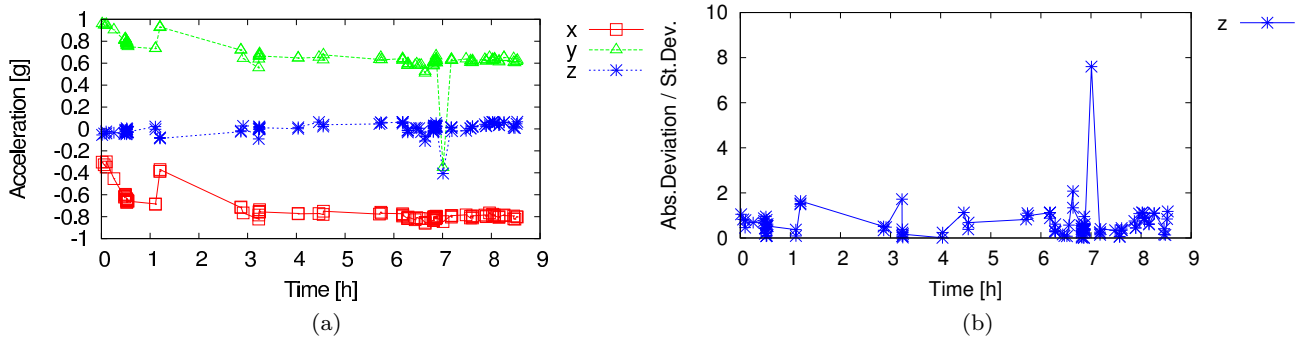 Acceleration [g]
1
0.8
0.6
0.4
0.2
0
-0.2
-0.4
-0.6
-0.8
-1
0 1 2 3 4 5 6 7 8 9
Time [h]
x
y
z
(a)
Abs.Deviation / St.Dev.
10
8
6
4
2
0
0 1 2 3 4 5 6 7 8 9
Time [h]
z
(b)